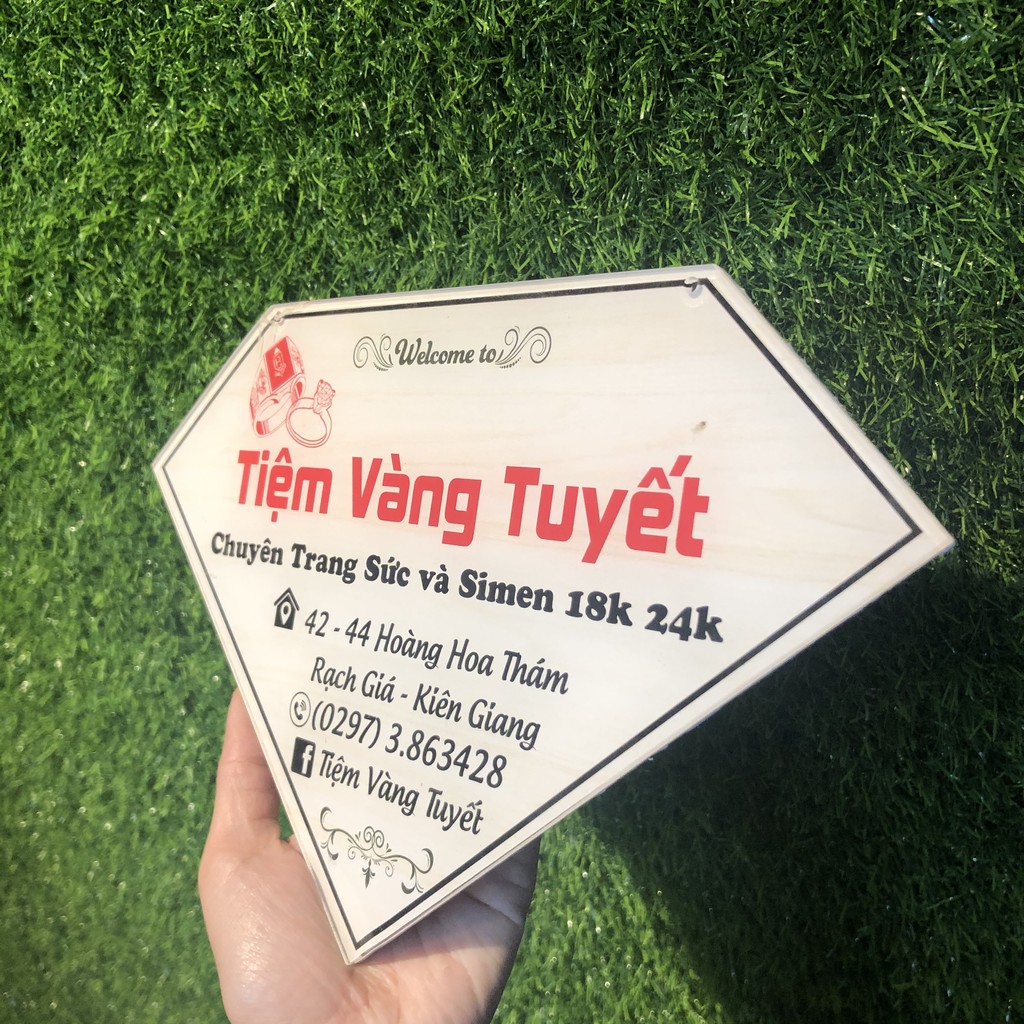 Welcome to
Tiệm Vàng Tuyết
Chuyên Trang Sức và Simen 18k 24k
42 - 44 Hoàng Hoa Thám
Rạch Giá - Kiên Giang
(0297) 3.863428
Tiệm Vàng Tuyết